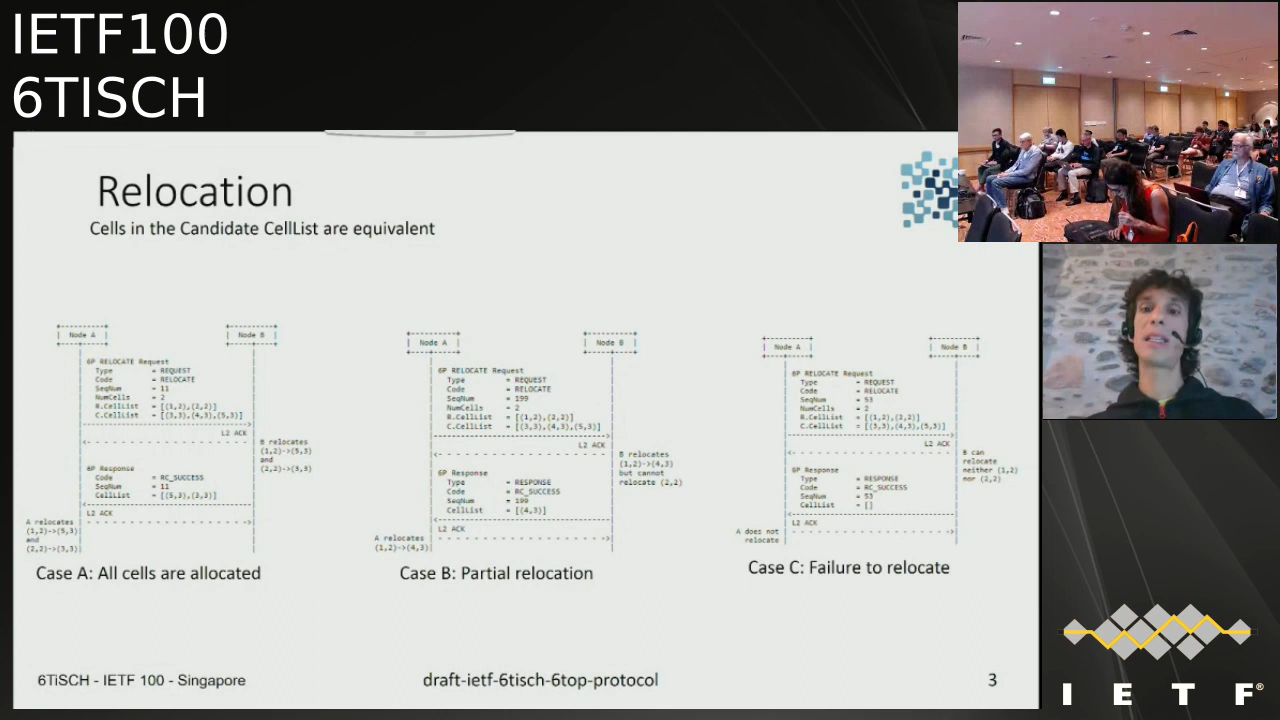 IETF100
6TISCH
Relocation
Cells in the Candidate CellList are equivalent
Node A
Node B
6P RELOCATE Request
Type = REQUEST
Code = RELOCATE
SeqNum = 11
NumCells = 2
R.CellList = [(1,2),(2,2)]
C.CellList = [(3,3),(4,3),(5,3)]
L2 ACK
B relocates
(1,2)->(5,3)
and
(2,2)->(3,3)
6P Response
Code = RC_SUCCESS
SeqNum = 11
CellList = [(5,3),(3,3)]
L2 ACK
A relocates
(1,2)->(5,3)
and
(2,2)->(3,3)
Case A: All cells are allocated
Node A
Node B
6P RELOCATE Request
Type = REQUEST
Code = RELOCATE
SeqNum = 199
NumCells = 2
R.CellList = [(1,2),(2,2)]
C.CellList = [(3,3),(4,3),(5,3)]
L2 ACK
B relocates
(1,2)->(4,3)
but cannot
relocate (2,2)
6P Response
Type = RESPONSE
Code = RC_SUCCESS
SeqNum = 199
CellList = [(4,3)]
L2 ACK
A relocates
(1,2)->(4,3)
Case B: Partial relocation
Node A
Node B
6P RELOCATE Request
Type = REQUEST
Code = RELOCATE
SeqNum = 53
NumCells = 2
R.CellList = [(1,2),(2,2)]
C.CellList = [(3,3),(4,3),(5,3)]
L2 ACK
B can
relocate
neither (1,2)
nor (2,2)
6P Response
Type = RESPONSE
Code = RC_SUCCESS
SeqNum = 53
CellList = []
L2 ACK
A does not
relocate
Case C: Failure to relocate
6TiSCH - IETF 100 - Singapore
draft-ietf-6tisch-6top-protocol
3
I E T F®